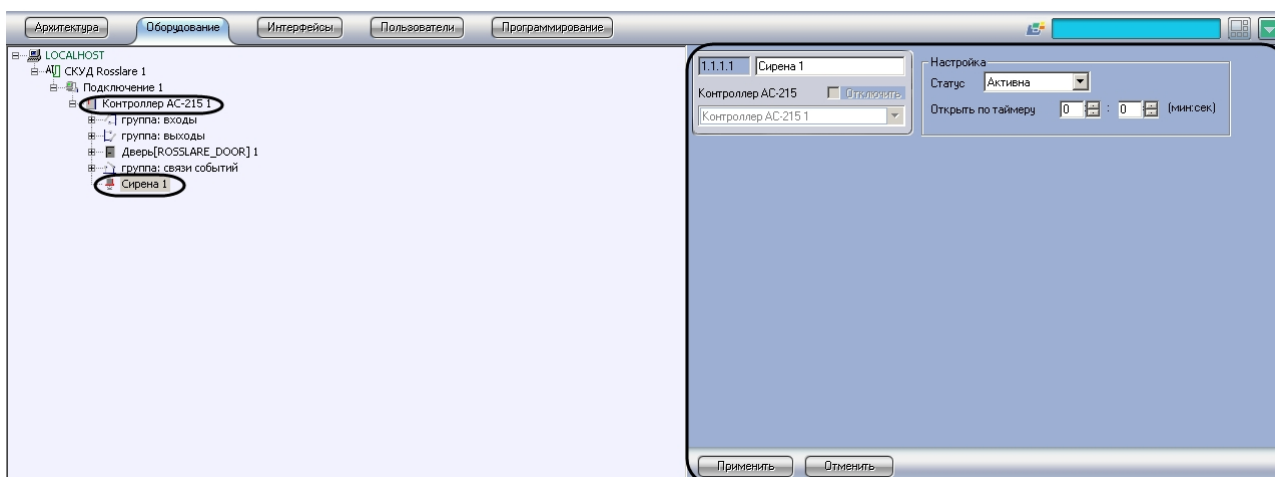 Архитектура Оборудование Интерфейсы Пользователи Программирование
LOCALHOST
СКУД Rosslare 1
Подключение 1
Контроллер AC-215 1
группа: входы
группа: выходы
Дверь[ROSSLARE_DOOR] 1
группа: связи событий
Сирена 1
1.1.1.1 Сирена 1
Контроллер AC-215 Отключить
Контроллер AC-215 1
Настройка
Статус Активна
Открыть по таймеру 0 : 0 (мин:сек)
Применить Отменить